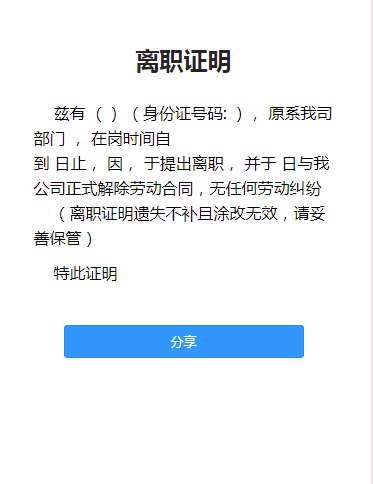 离职证明
兹有 （ ）（ 身份证号码: ） ， 原系我司
部门 ， 在岗时间自
到 日止 ， 因 ， 于提出离职 ， 并于 日与我
公司正式解除劳动合同，无任何劳动纠纷
（ 离职证明遗失不补且涂改无效，请妥
善保管 ）
特此证明
分享